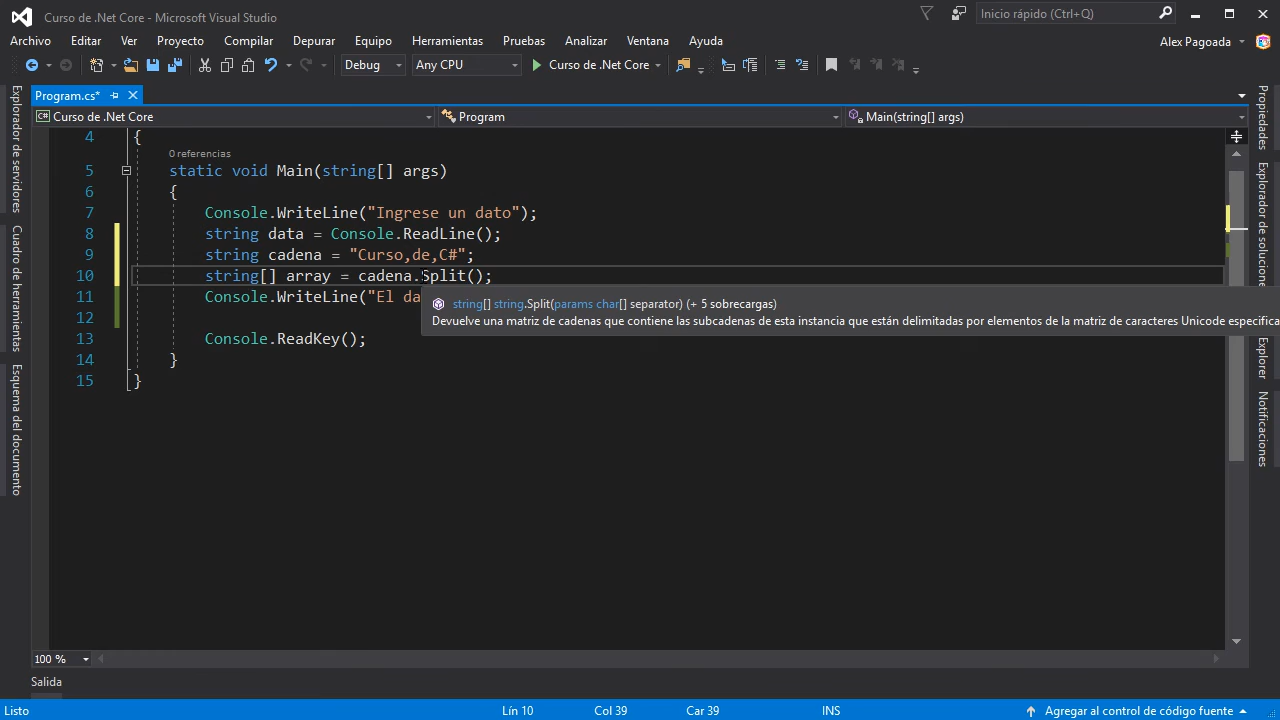 Curso de .Net Core - Microsoft Visual Studio
Inicio rápido (Ctrl+Q)
Archivo Editar Ver Proyecto Compilar Depurar Equipo Herramientas Pruebas Analizar Ventana Ayuda
Alex Pagoada
Debug Any CPU Curso de .Net Core
Program.cs*
C# Curso de .Net Core Program Main(string[] args)
4 {
0 referencias
5 static void Main(string[] args)
6 {
7 Console.WriteLine("Ingrese un dato");
8 string data = Console.ReadLine();
9 string cadena = "Curso,de,C#";
10 string[] array = cadena.Split();
11 Console.WriteLine("El da
string[] string.Split(params char[] separator) (+ 5 sobrecargas)
Devuelve una matriz de cadenas que contiene las subcadenas de esta instancia que están delimitadas por elementos de la matriz de caracteres Unicode especifica
12
13 Console.ReadKey();
14 }
15 }
Explorador de servidores
Cuadro de herramientas
Esquema del documento
Propiedades
Explorador de solucione
Explorer
Notificaciones
100 %
Salida
Listo Lín 10 Col 39 Car 39 INS Agregar al control de código fuente